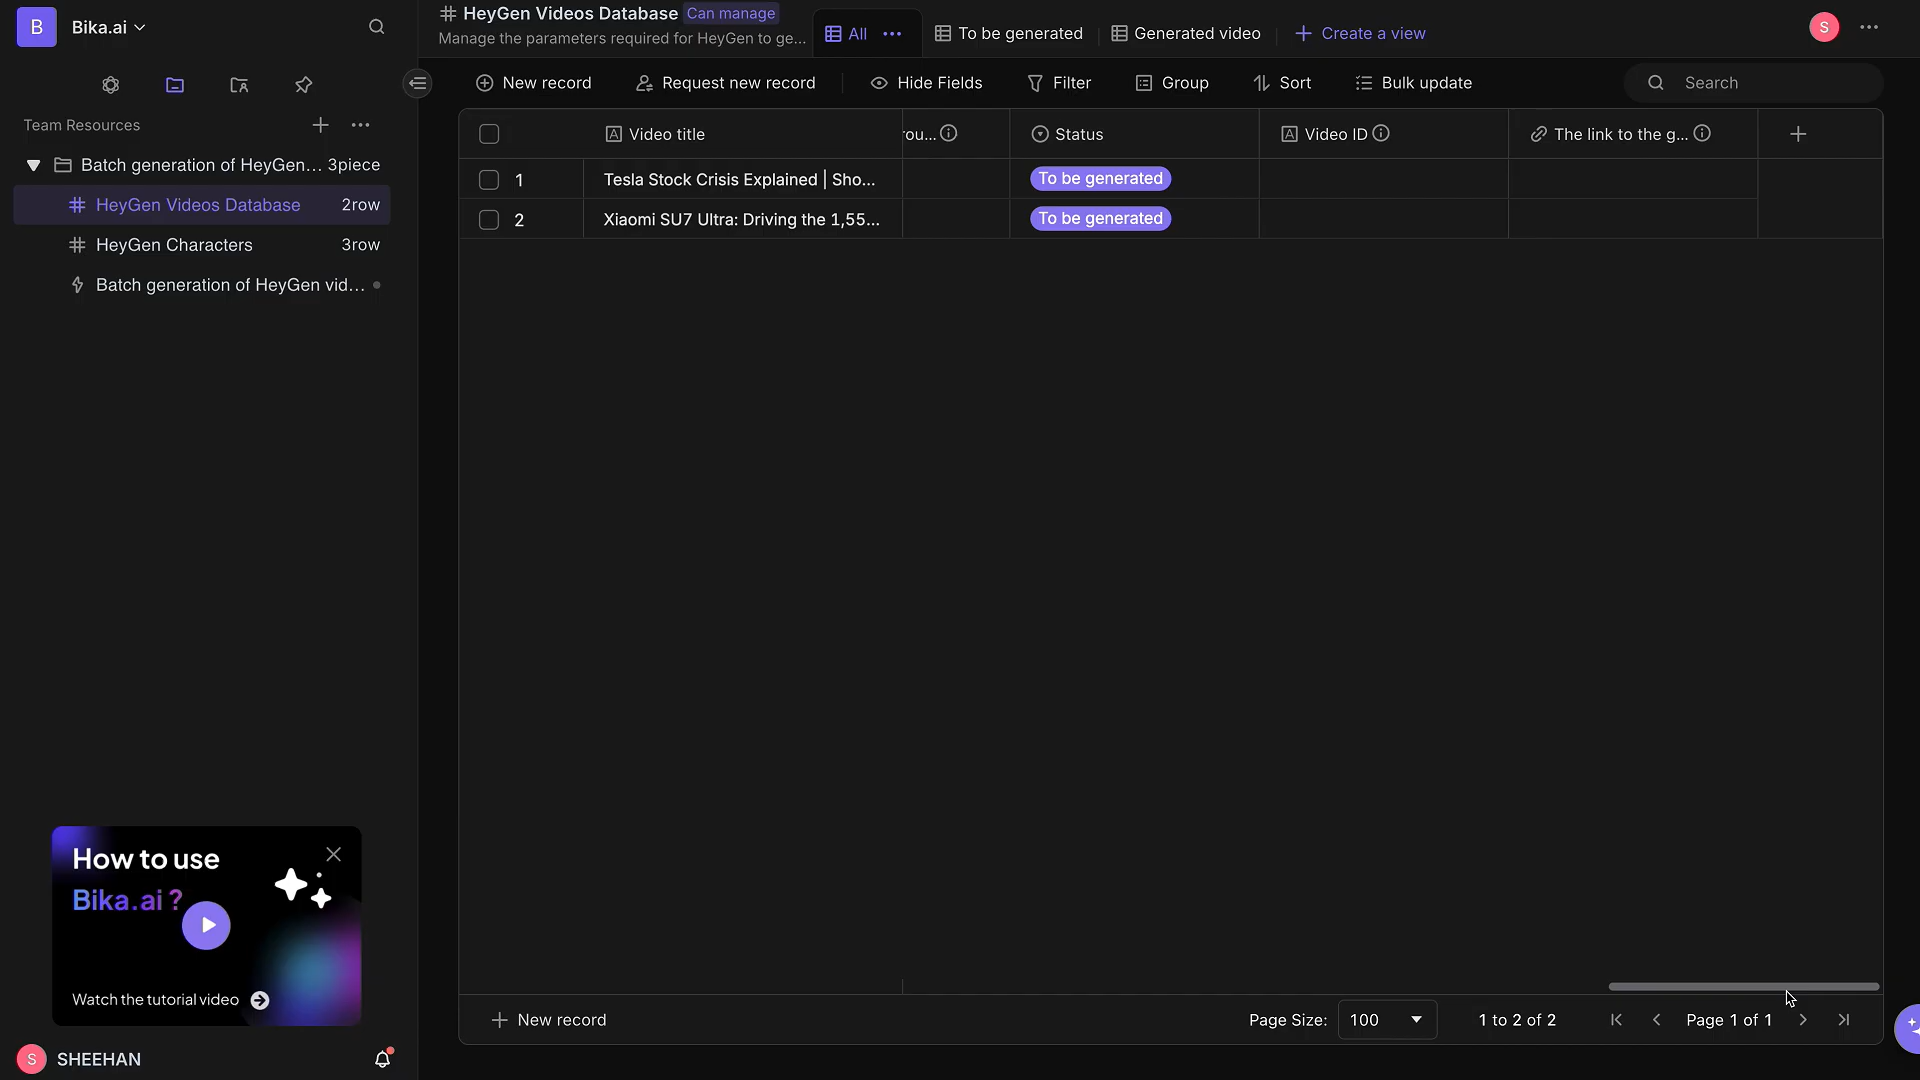 B
Bika.ai
Team Resources
Batch generation of HeyGen... 3piece
HeyGen Videos Database 2row
HeyGen Characters 3row
Batch generation of HeyGen vid...
How to use
Bika.ai ?
Watch the tutorial video
S SHEEHAN
HeyGen Videos Database Can manage
Manage the parameters required for HeyGen to ge...
All
To be generated
Generated video
Create a view
S
New record
Request new record
Hide Fields
Filter
Group
Sort
Bulk update
Search
Video title
rou...
Status
Video ID
The link to the g...
1 Tesla Stock Crisis Explained | Sho... To be generated
2 Xiaomi SU7 Ultra: Driving the 1,55... To be generated
New record
Page Size: 100
1 to 2 of 2
Page 1 of 1